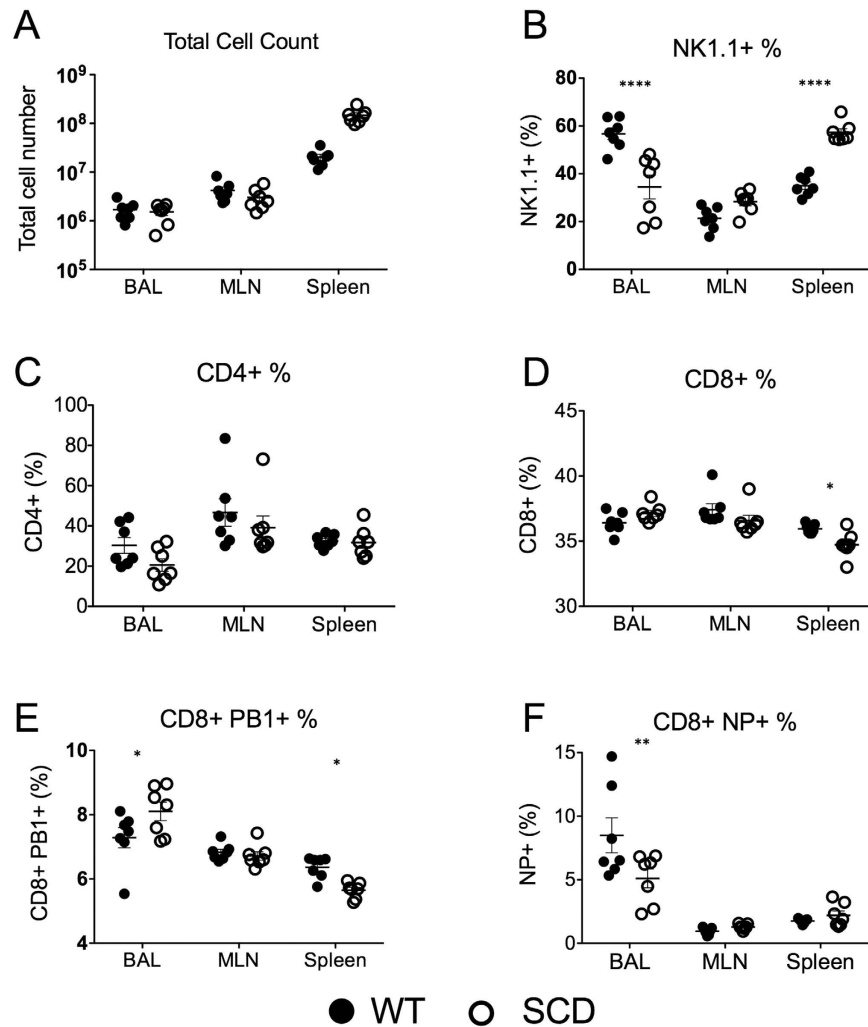 A
Total Cell Count
Total cell number
10⁹
10⁸
10⁷
10⁶
10⁵
BAL MLN Spleen
B
NK1.1+ %
NK1.1+ (%)
80
60
40
20
0
**** ****
BAL MLN Spleen
C
CD4+ %
CD4+ (%)
100
80
60
40
20
0
BAL MLN Spleen
D
CD8+ %
CD8+ (%)
45
40
35
30
*
BAL MLN Spleen
E
CD8+ PB1+ %
CD8+ PB1+ (%)
10
8
6
4
* *
BAL MLN Spleen
F
CD8+ NP+ %
NP+ (%)
15
10
5
0
**
BAL MLN Spleen
WT SCD